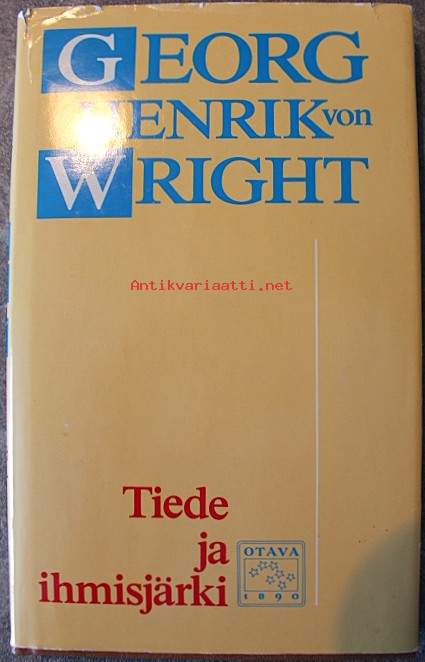 GEORG
HENRIK von
WRIGHT
Antikvariaatti.net
Tiede
ja
ihmisjärki
OTAVA
1890